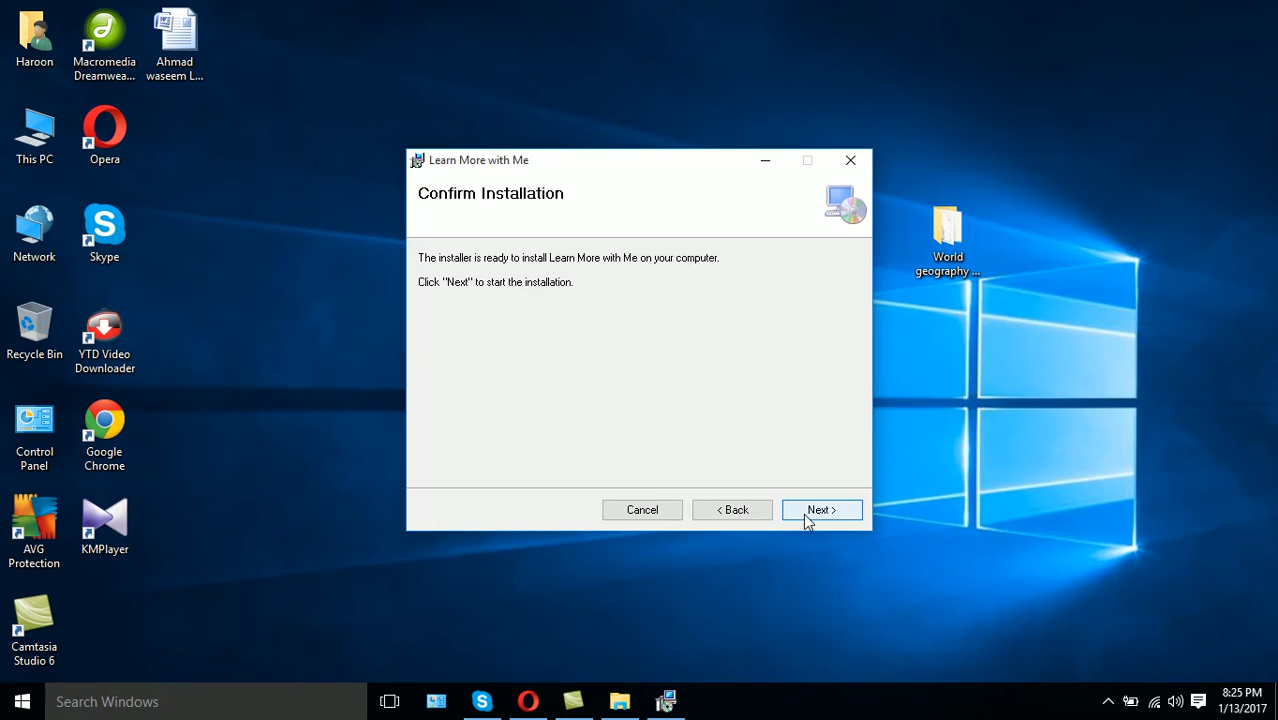 Haroon
Macromedia
Dreamwea...
Ahmad
waseem L...
This PC
Opera
Network
Skype
Recycle Bin
YTD Video
Downloader
Control
Panel
Google
Chrome
AVG
Protection
KMPlayer
Camtasia
Studio 6
Learn More with Me
Confirm Installation
The installer is ready to install Learn More with Me on your computer.
Click "Next" to start the installation.
Cancel
< Back
Next >
World
geography ...
Search Windows
8:25 PM
1/13/2017